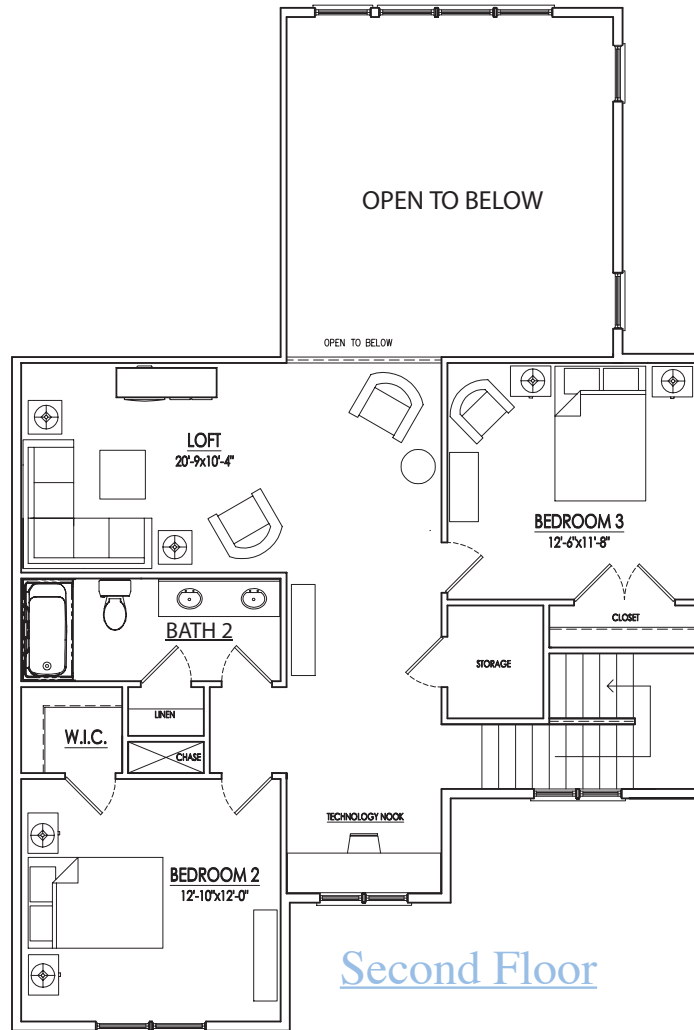 OPEN TO BELOW
OPEN TO BELOW
LOFT
20'-9x10'-4"
BEDROOM 3
12'-6"x11'-8"
CLOSET
BATH 2
STORAGE
LINEN
W.I.C.
CHASE
TECHNOLOGY NOOK
BEDROOM 2
12'-10"x12'-0"
Second Floor